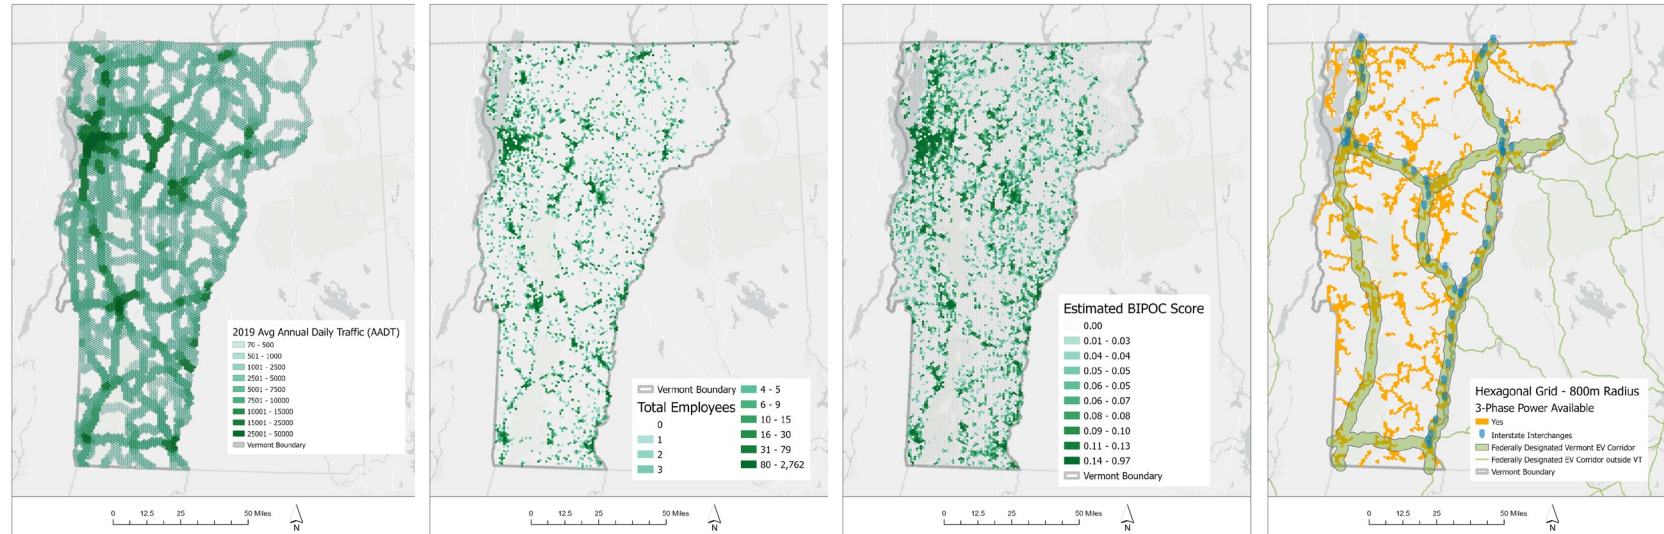 2019 Avg Annual Daily Traffic (AADT)
70 - 500
501 - 1000
1001 - 2500
2501 - 5000
5001 - 7500
7501 - 10000
10001 - 15000
15001 - 25000
25001 - 50000
Vermont Boundary
0 12.5 25 50 Miles
N
Vermont Boundary
Total Employees
0
1
2
3
4 - 5
6 - 9
10 - 15
16 - 30
31 - 79
80 - 2,762
0 12.5 25 50 Miles
N
Estimated BIPOC Score
0.00
0.01 - 0.03
0.04 - 0.04
0.05 - 0.05
0.06 - 0.05
0.06 - 0.07
0.08 - 0.08
0.09 - 0.10
0.11 - 0.13
0.14 - 0.97
Vermont Boundary
0 12.5 25 50 Miles
N
Hexagonal Grid - 800m Radius
3-Phase Power Available
Yes
Interstate Interchanges
Federally Designated Vermont EV Corridor
Federally Designated EV Corridor outside VT
Vermont Boundary
0 12.5 25 50 Miles
N